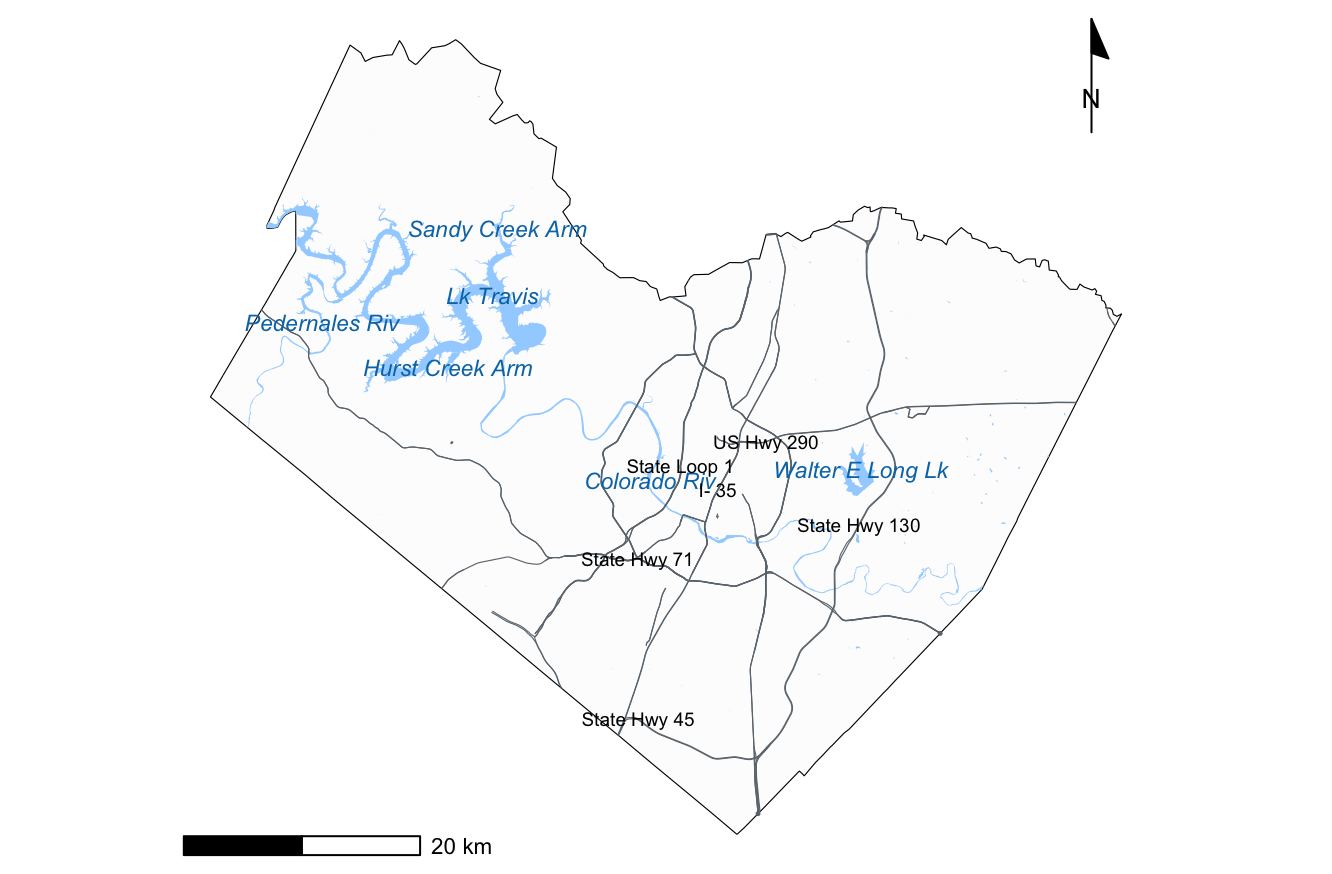 N
Sandy Creek Arm
Lk Travis
Pedernales Riv
Hurst Creek Arm
US Hwy 290
State Loop 1
Walter E Long Lk
Colorado Riv
I- 35
State Hwy 130
State Hwy 71
State Hwy 45
20 km